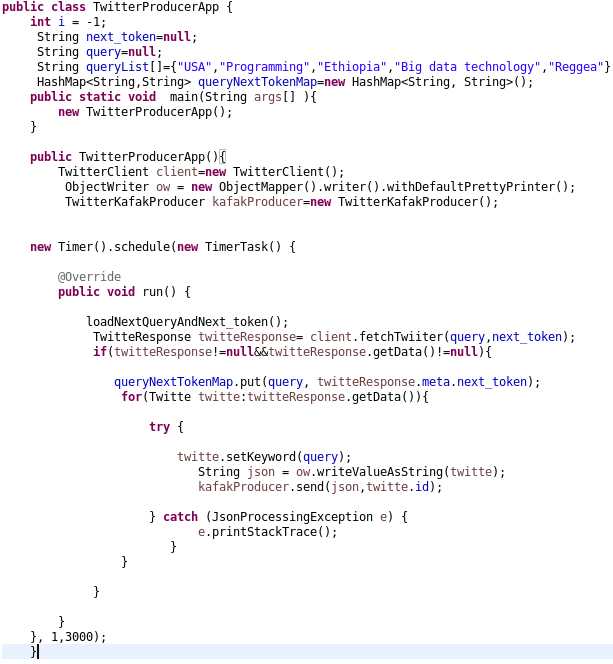 public class TwitterProducerApp {
    int i = -1;
     String next_token=null;
     String query=null;
     String queryList[]={"USA","Programming","Ethiopia","Big data technology","Reggea"}
     HashMap<String,String> queryNextTokenMap=new HashMap<String, String>();
    public static void  main(String args[] ){
        new TwitterProducerApp();
    }
    public TwitterProducerApp(){
        TwitterClient client=new TwitterClient();
         ObjectWriter ow = new ObjectMapper().writer().withDefaultPrettyPrinter();
         TwitterKafakProducer kafakProducer=new TwitterKafakProducer();
    new Timer().schedule(new TimerTask() {
        @Override
        public void run() {
            loadNextQueryAndNext_token();
             TwitteResponse twitteResponse= client.fetchTwiiter(query,next_token);
             if(twitteResponse!=null&&twitteResponse.getData()!=null){
                queryNextTokenMap.put(query, twitteResponse.meta.next_token);
                 for(Twitte twitte:twitteResponse.getData()){
                     try {
                         twitte.setKeyword(query);
                            String json = ow.writeValueAsString(twitte);
                            kafakProducer.send(json,twitte.id);
                     } catch (JsonProcessingException e) {
                            e.printStackTrace();
                        }
                 }
             }
        }
    }, 1,3000);
    }